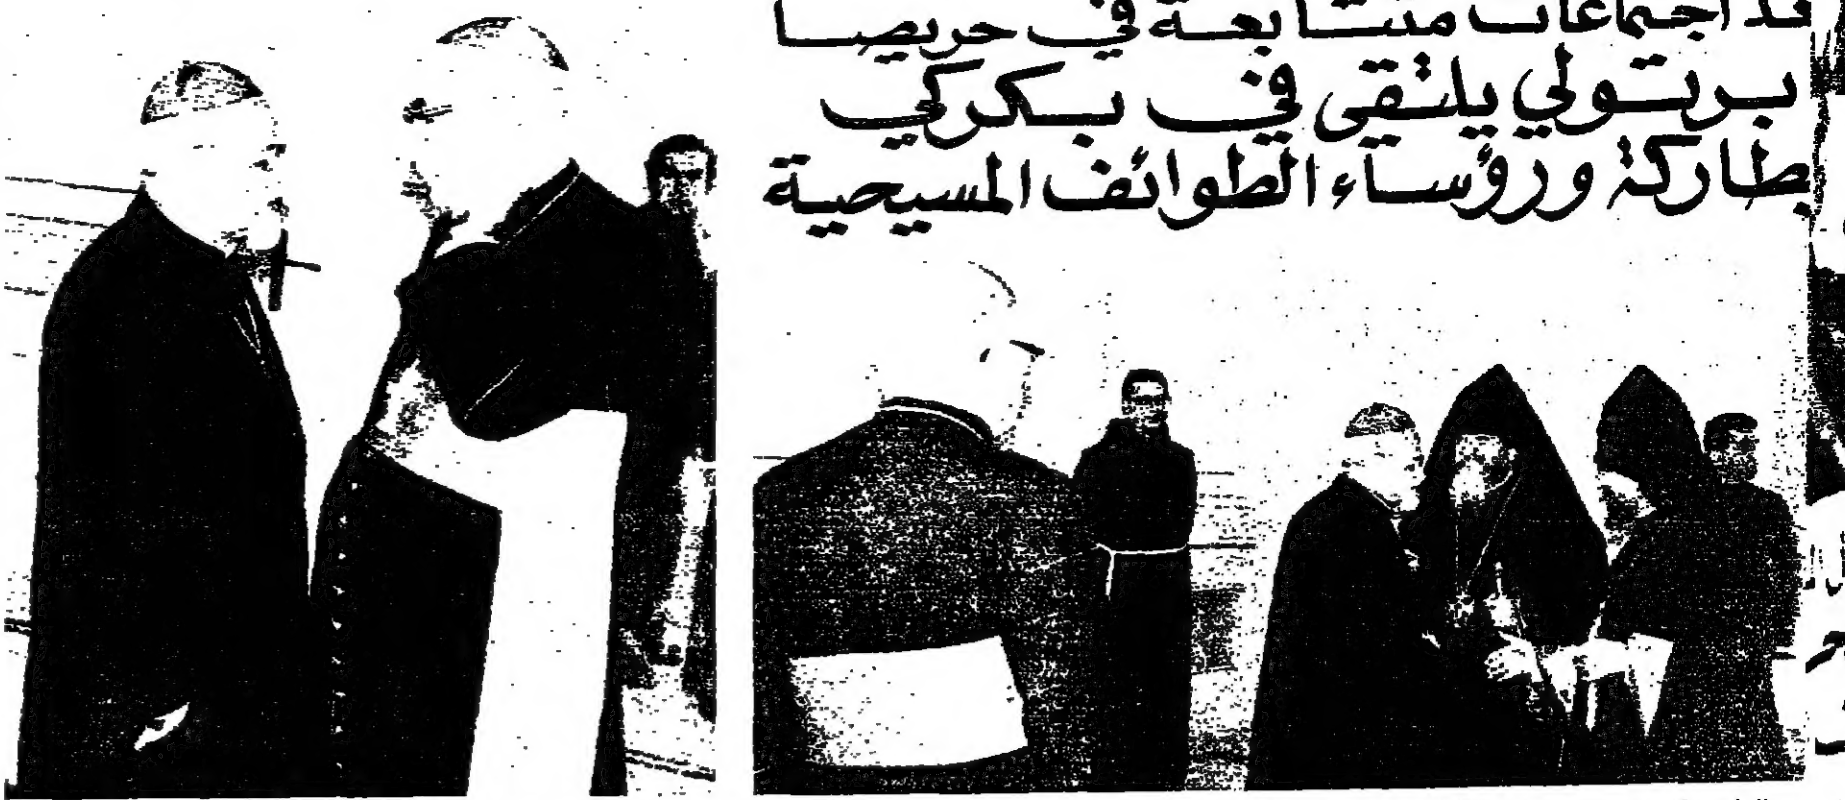 اجتماعات متتابعة في حريصا
برتولي يلتقي في بكركي
بطاركة ورؤساء الطوائف المسيحية